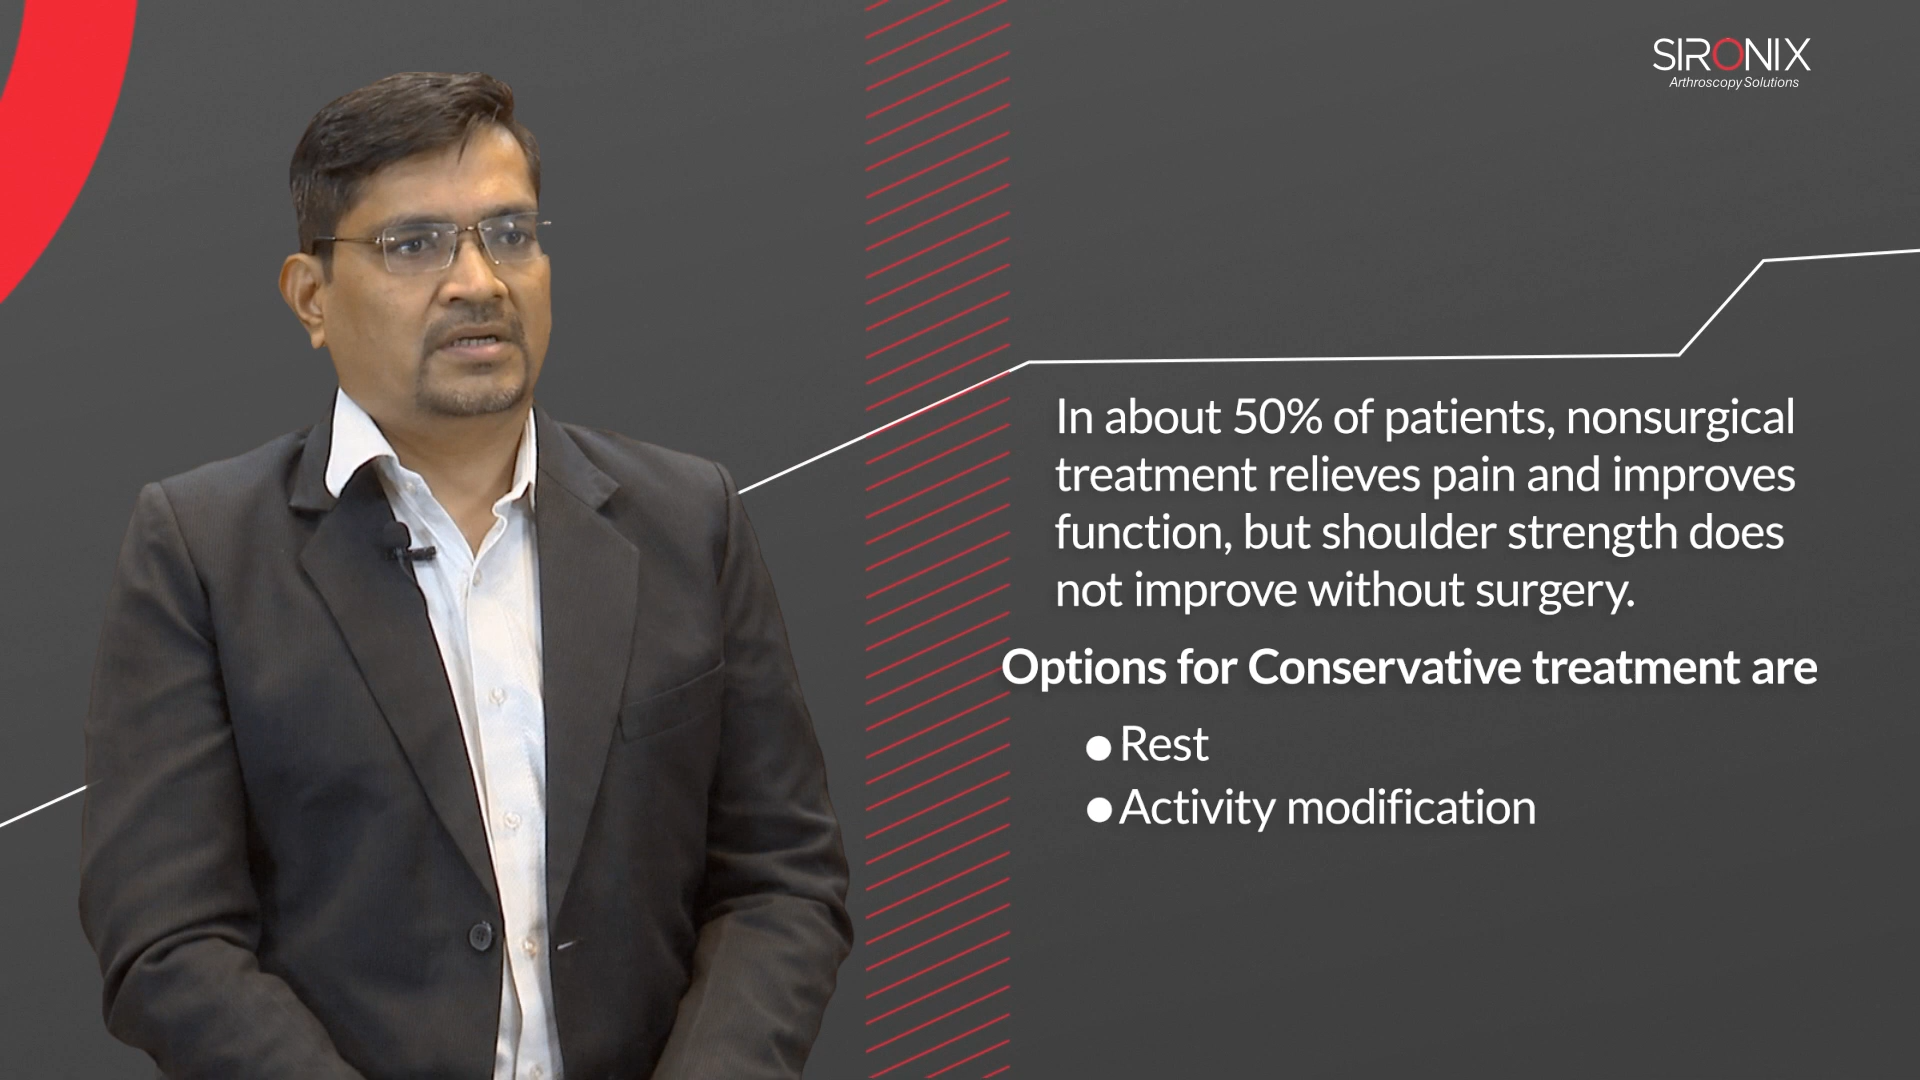 SIRONIX
Arthroscopy Solutions
In about 50% of patients, nonsurgical
treatment relieves pain and improves
function, but shoulder strength does
not improve without surgery.
Options for Conservative treatment are
● Rest
● Activity modification